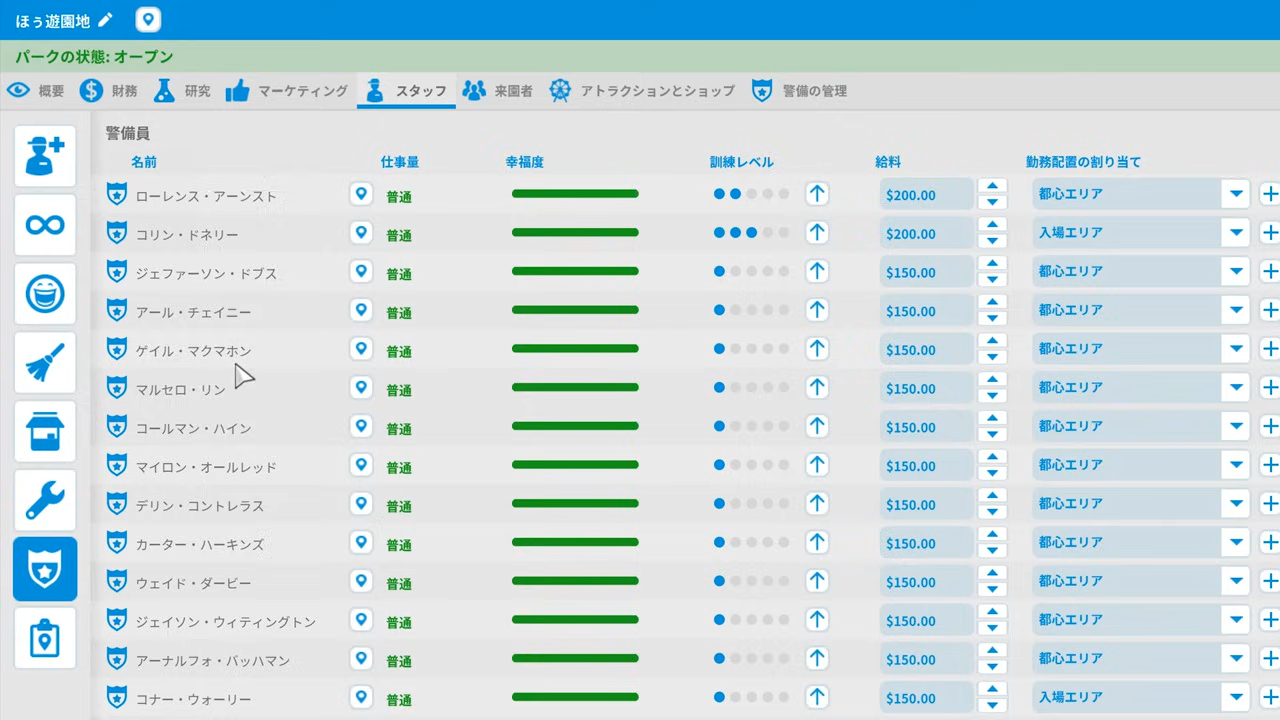 ほぅ遊園地
パークの状態: オープン
概要 財務 研究 マーケティング スタッフ 来園者 アトラクションとショップ 警備の管理
警備員
名前 仕事量 幸福度 訓練レベル 給料 勤務配置の割り当て
ローレンス・アーンスト 普通 $200.00 都心エリア
コリン・ドネリー 普通 $200.00 入場エリア
ジェファーソン・ドブス 普通 $150.00 都心エリア
アール・チェイニー 普通 $150.00 都心エリア
ゲイル・マクマホン 普通 $150.00 都心エリア
マルセロ・リン 普通 $150.00 都心エリア
コールマン・ハイン 普通 $150.00 都心エリア
マイロン・オールレッド 普通 $150.00 都心エリア
デリン・コントレラス 普通 $150.00 都心エリア
カーター・ハーキンズ 普通 $150.00 都心エリア
ウェイド・ダービー 普通 $150.00 都心エリア
ジェイソン・ウィティングトン 普通 $150.00 都心エリア
アーナルフォ・バッハマン 普通 $150.00 都心エリア
コナー・ウォーリー 普通 $150.00 入場エリア